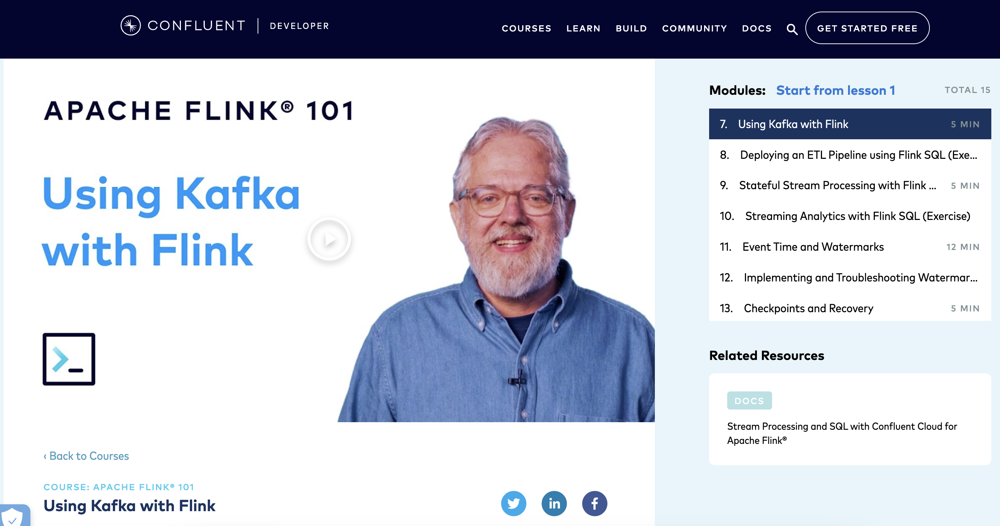 CONFLUENT | DEVELOPER
COURSES LEARN BUILD COMMUNITY DOCS GET STARTED FREE
APACHE FLINK® 101
Using Kafka
with Flink
‹ Back to Courses
COURSE: APACHE FLINK® 101
Using Kafka with Flink
Modules: Start from lesson 1 TOTAL 15
7. Using Kafka with Flink 5 MIN
8. Deploying an ETL Pipeline using Flink SQL (Exe...
9. Stateful Stream Processing with Flink ... 5 MIN
10. Streaming Analytics with Flink SQL (Exercise)
11. Event Time and Watermarks 12 MIN
12. Implementing and Troubleshooting Watermar...
13. Checkpoints and Recovery 5 MIN
Related Resources
DOCS
Stream Processing and SQL with Confluent Cloud for
Apache Flink®